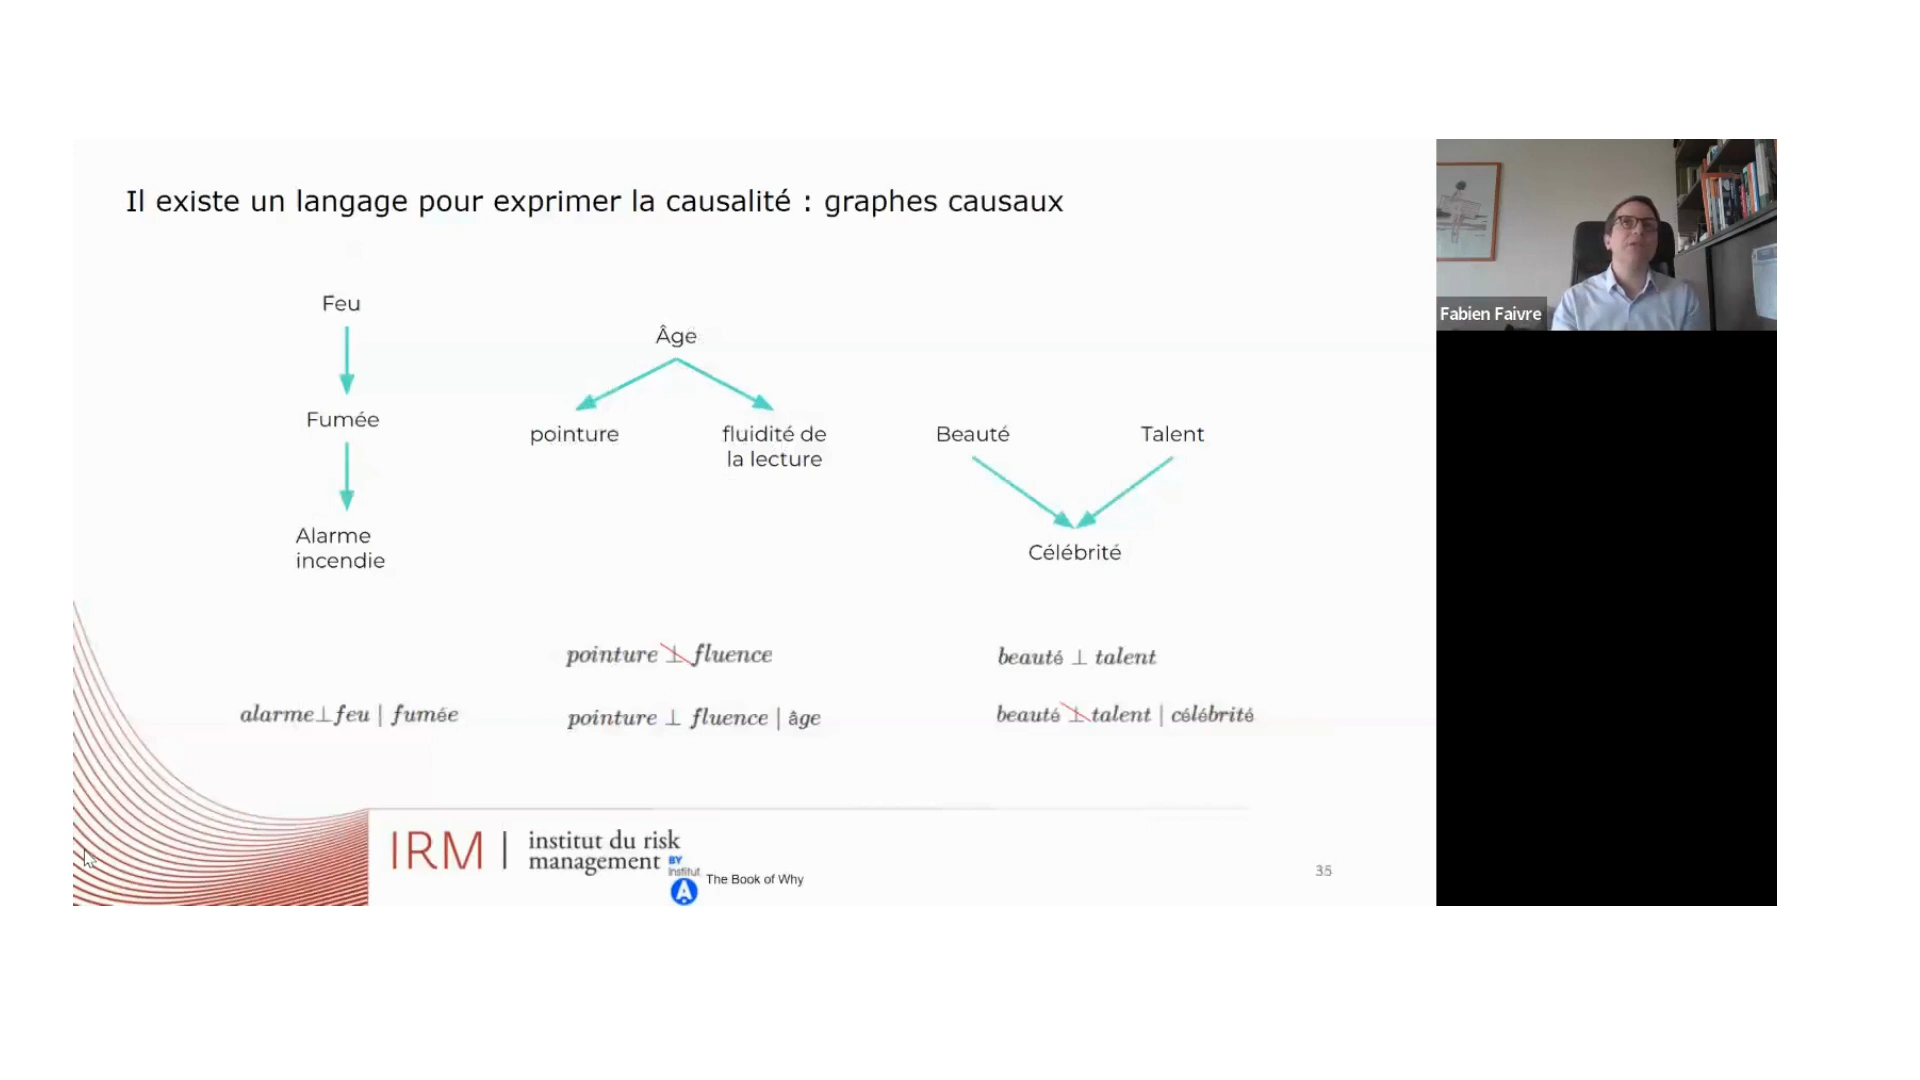 Il existe un langage pour exprimer la causalité : graphes causaux
Feu
Fumée
Alarme
incendie
Âge
pointure
fluidité de
la lecture
Beauté
Talent
Célébrité
alarme⊥feu | fumée
pointure ⊥̸ fluence
pointure ⊥ fluence | âge
beauté ⊥ talent
beauté ⊥̸ talent | célébrité
IRM | institut du risk
management
BY
Institut
A
The Book of Why
35
Fabien Faivre